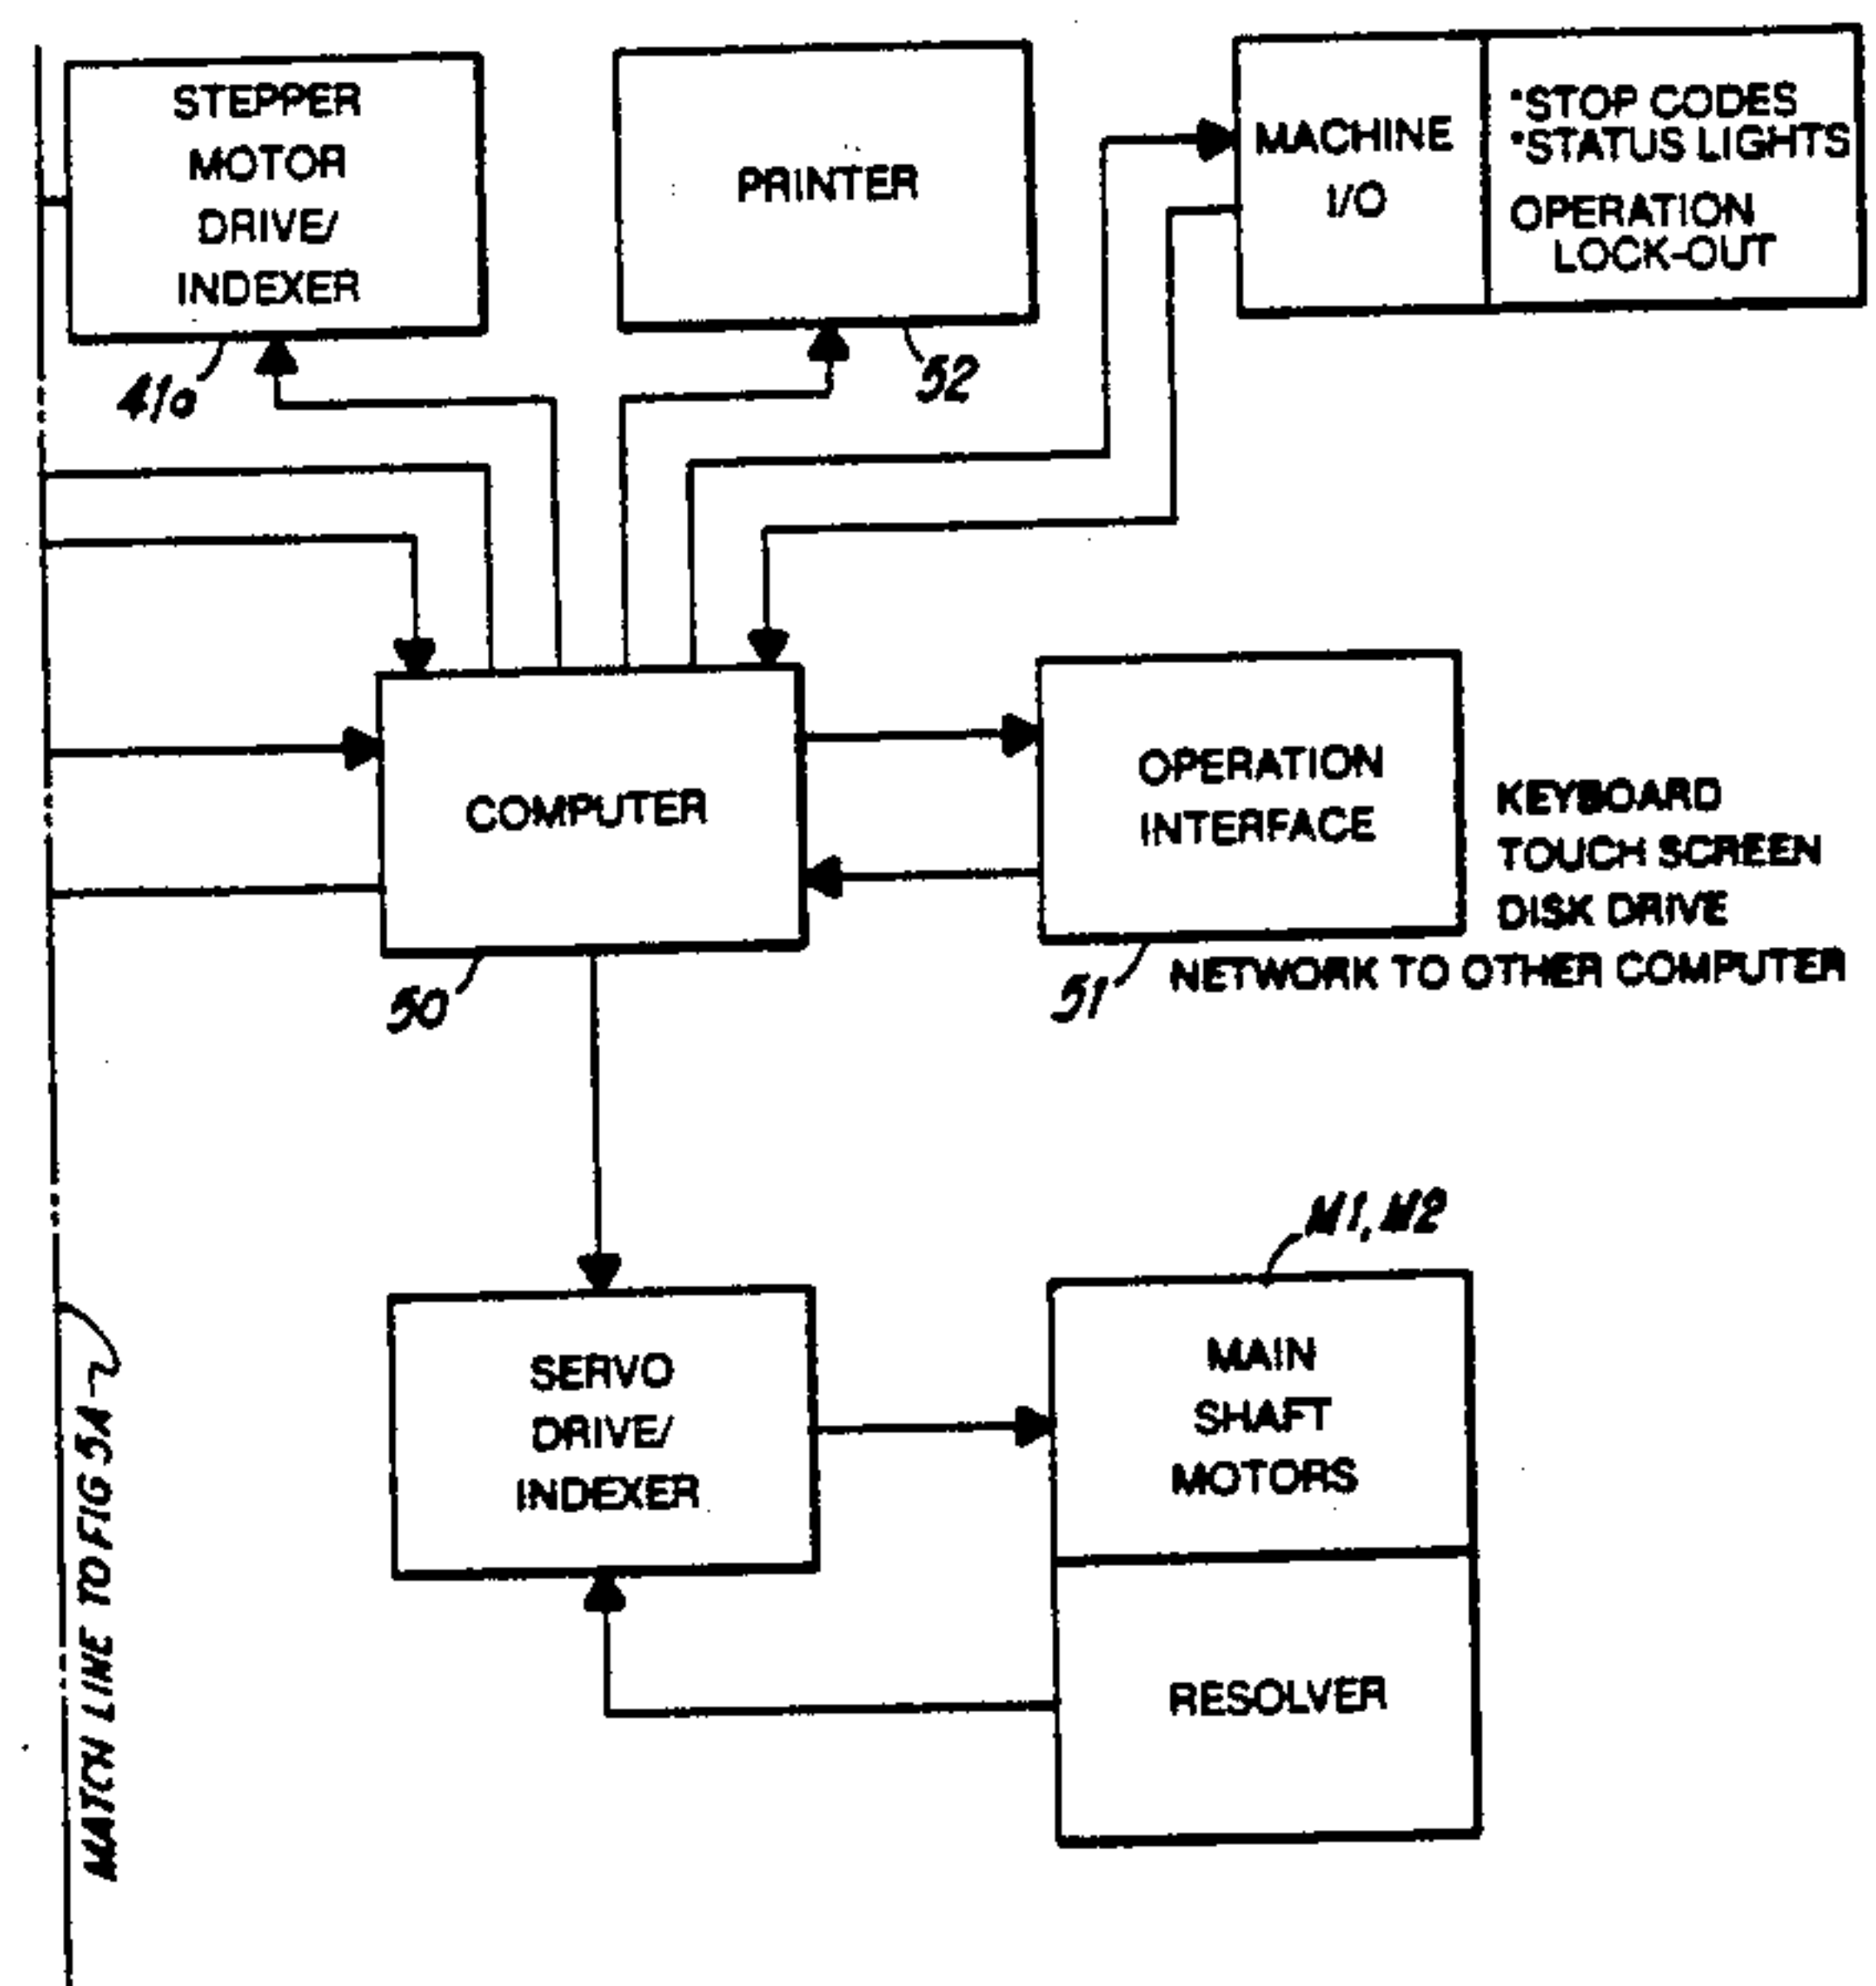 STEPPER
MOTOR
DRIVE/
INDEXER
41a
PRINTER
52
MACHINE
I/O
*STOP CODES
*STATUS LIGHTS
OPERATION
LOCK-OUT
COMPUTER
50
OPERATION
INTERFACE
51
KEYBOARD
TOUCH SCREEN
DISK DRIVE
NETWORK TO OTHER COMPUTER
SERVO
DRIVE/
INDEXER
M1, M2
MAIN
SHAFT
MOTORS
RESOLVER
MATCH LINE TO FIG 5A